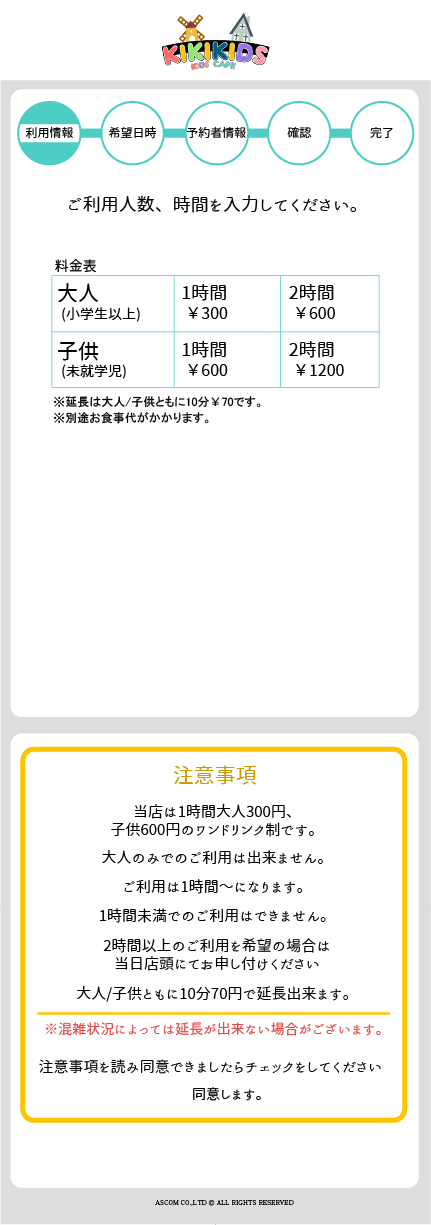 KIKIKIDS
KIDS CAFE
利用情報 希望日時 予約者情報 確認 完了
ご利用人数、時間を入力してください。
料金表
大人 1時間 2時間
(小学生以上) ￥300 ￥600
子供 1時間 2時間
(未就学児) ￥600 ￥1200
※延長は大人/子供ともに10分￥70です。
※別途お食事代がかかります。
注意事項
当店は1時間大人300円、
子供600円のワンドリンク制です。
大人のみでのご利用は出来ません。
ご利用は1時間～になります。
1時間未満でのご利用はできません。
2時間以上のご利用を希望の場合は
当日店頭にてお申し付けください
大人/子供ともに10分70円で延長出来ます。
※混雑状況によっては延長が出来ない場合がございます。
注意事項を読み同意できましたらチェックをしてください
同意します。
ASCOM CO.,LTD © ALL RIGHTS RESERVED